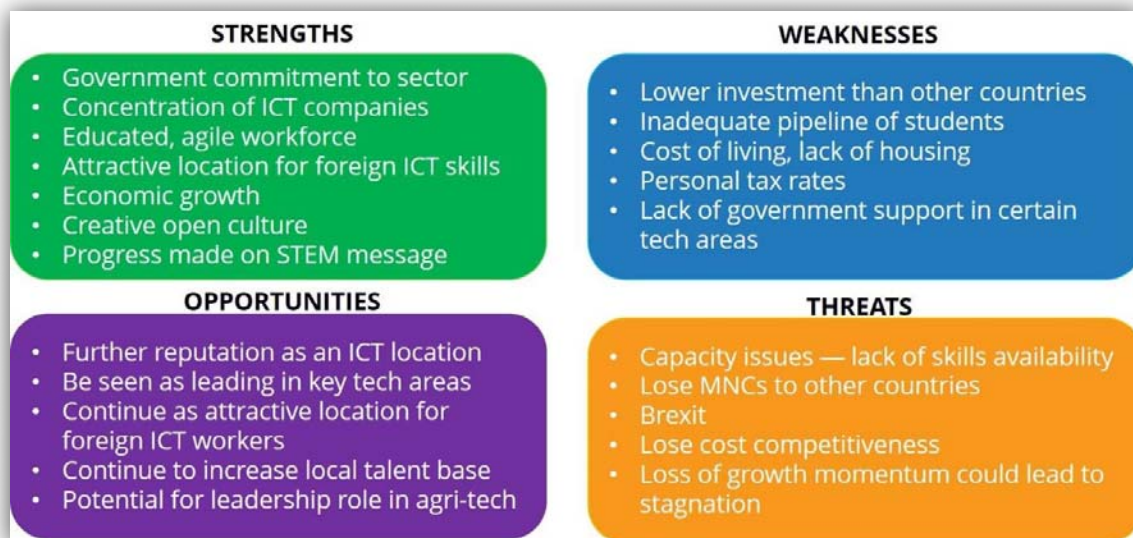 STRENGTHS
• Government commitment to sector
• Concentration of ICT companies
• Educated, agile workforce
• Attractive location for foreign ICT skills
• Economic growth
• Creative open culture
• Progress made on STEM message
WEAKNESSES
• Lower investment than other countries
• Inadequate pipeline of students
• Cost of living, lack of housing
• Personal tax rates
• Lack of government support in certain
tech areas
OPPORTUNITIES
• Further reputation as an ICT location
• Be seen as leading in key tech areas
• Continue as attractive location for
foreign ICT workers
• Continue to increase local talent base
• Potential for leadership role in agri-tech
THREATS
• Capacity issues — lack of skills availability
• Lose MNCs to other countries
• Brexit
• Lose cost competitiveness
• Loss of growth momentum could lead to
stagnation